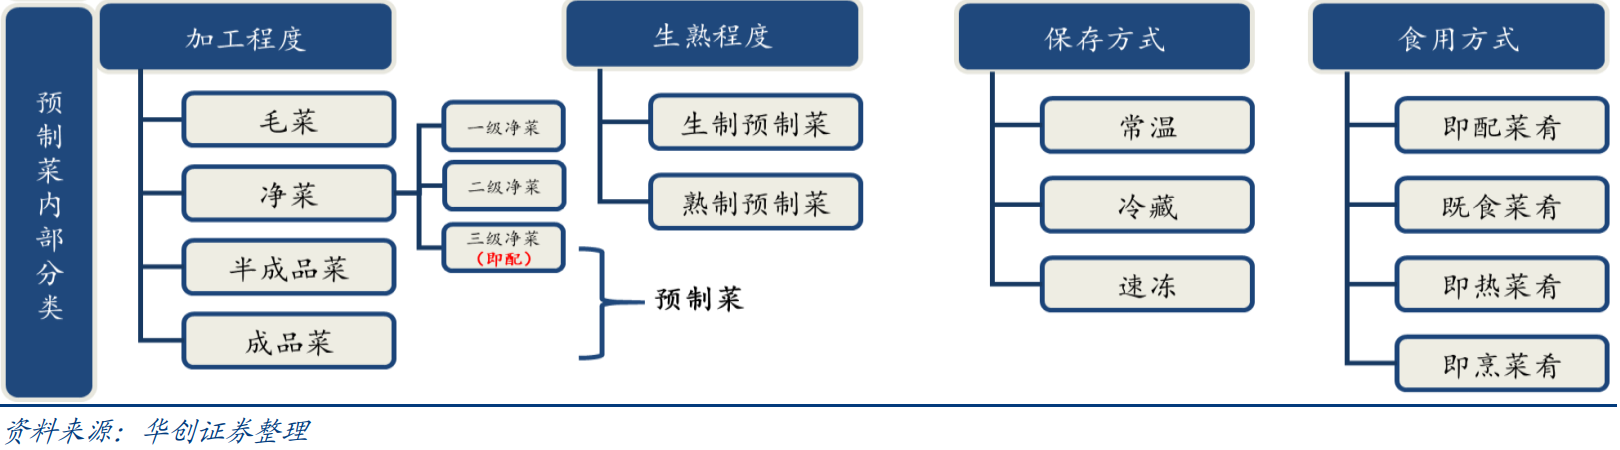 预制菜内部分类
加工程度
毛菜
净菜
一级净菜
二级净菜
三级净菜
（即配）
半成品菜
成品菜
预制菜
生熟程度
生制预制菜
熟制预制菜
保存方式
常温
冷藏
速冻
食用方式
即配菜肴
既食菜肴
即热菜肴
即烹菜肴
资料来源：华创证券整理